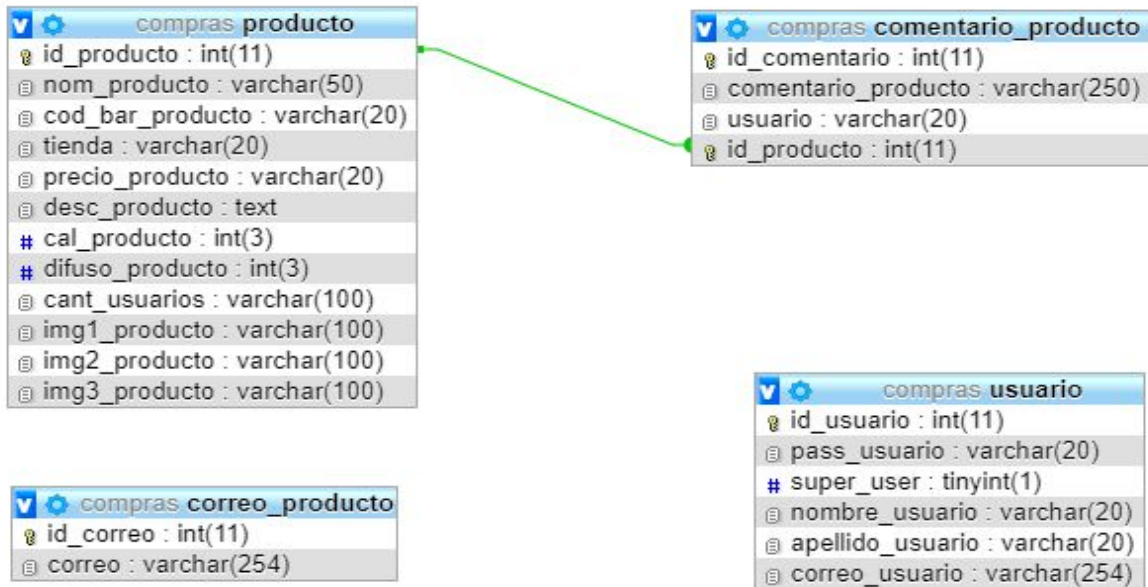 compras producto
id_producto : int(11)
nom_producto : varchar(50)
cod_bar_producto : varchar(20)
tienda : varchar(20)
precio_producto : varchar(20)
desc_producto : text
# cal_producto : int(3)
# difuso_producto : int(3)
cant_usuarios : varchar(100)
img1_producto : varchar(100)
img2_producto : varchar(100)
img3_producto : varchar(100)
compras comentario_producto
id_comentario : int(11)
comentario_producto : varchar(250)
usuario : varchar(20)
id_producto : int(11)
compras correo_producto
id_correo : int(11)
correo : varchar(254)
compras usuario
id_usuario : int(11)
pass_usuario : varchar(20)
# super_user : tinyint(1)
nombre_usuario : varchar(20)
apellido_usuario : varchar(20)
correo_usuario : varchar(254)